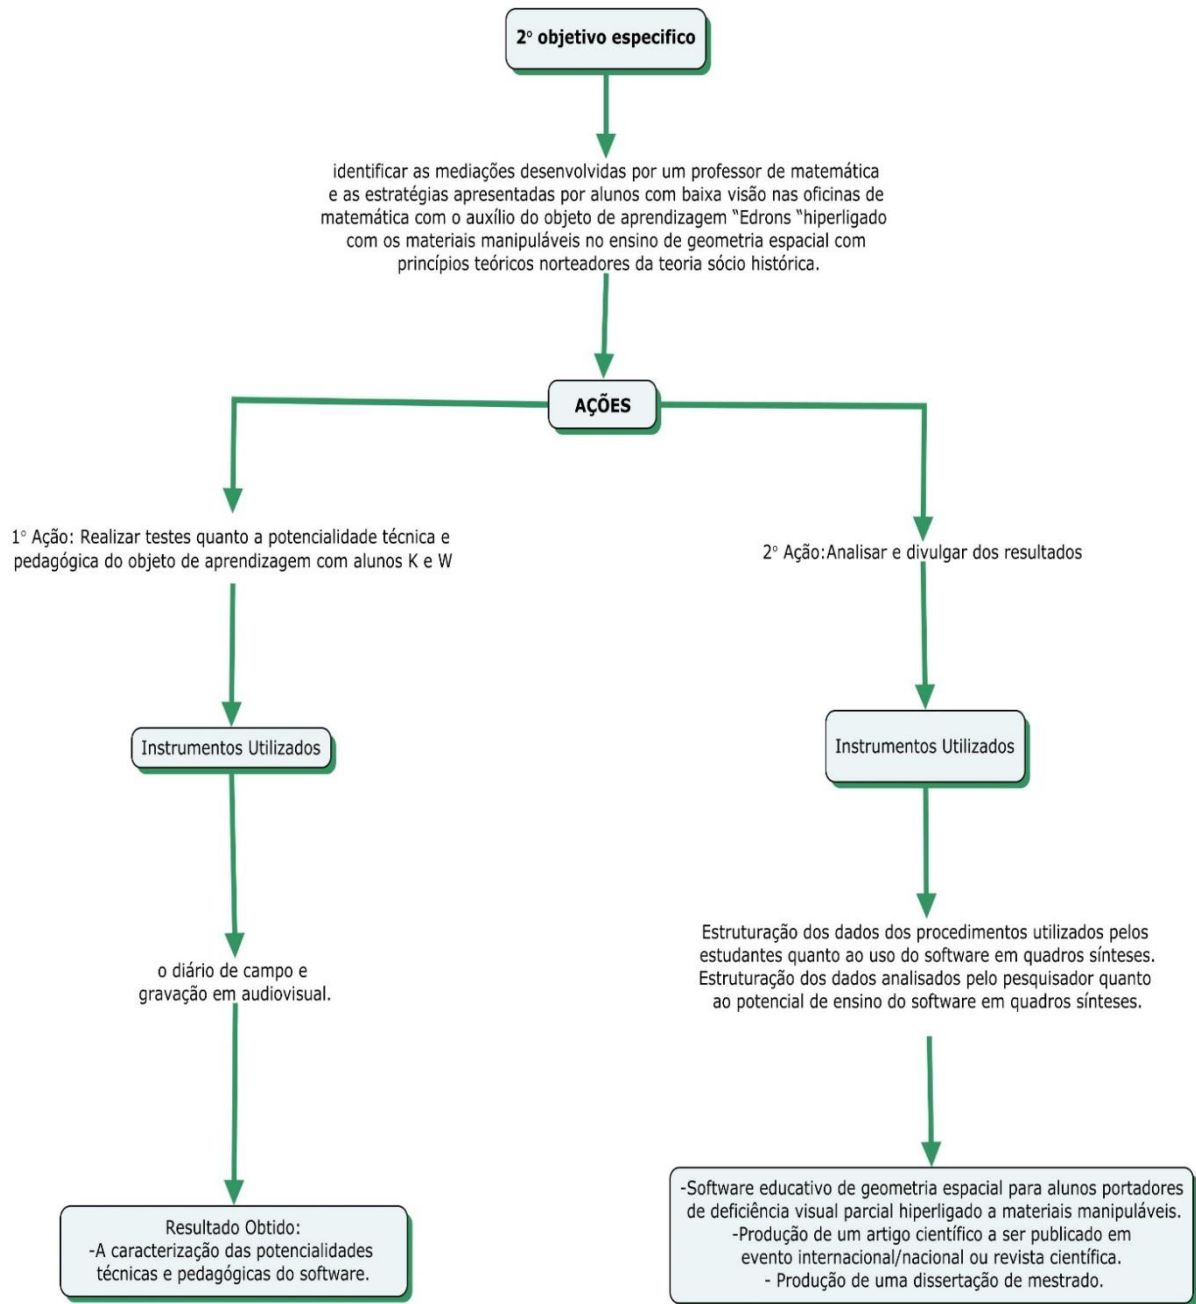 2° objetivo especifico
identificar as mediações desenvolvidas por um professor de matemática
e as estratégias apresentadas por alunos com baixa visão nas oficinas de
matemática com o auxílio do objeto de aprendizagem "Edrons "hiperligado
com os materiais manipuláveis no ensino de geometria espacial com
princípios teóricos norteadores da teoria sócio histórica.
AÇÕES
1° Ação: Realizar testes quanto a potencialidade técnica e
pedagógica do objeto de aprendizagem com alunos K e W
Instrumentos Utilizados
o diário de campo e
gravação em audiovisual.
Resultado Obtido:
-A caracterização das potencialidades
técnicas e pedagógicas do software.
2° Ação:Analisar e divulgar dos resultados
Instrumentos Utilizados
Estruturação dos dados dos procedimentos utilizados pelos
estudantes quanto ao uso do software em quadros sínteses.
Estruturação dos dados analisados pelo pesquisador quanto
ao potencial de ensino do software em quadros sínteses.
-Software educativo de geometria espacial para alunos portadores
de deficiência visual parcial hiperligado a materiais manipuláveis.
-Produção de um artigo científico a ser publicado em
evento internacional/nacional ou revista científica.
- Produção de uma dissertação de mestrado.